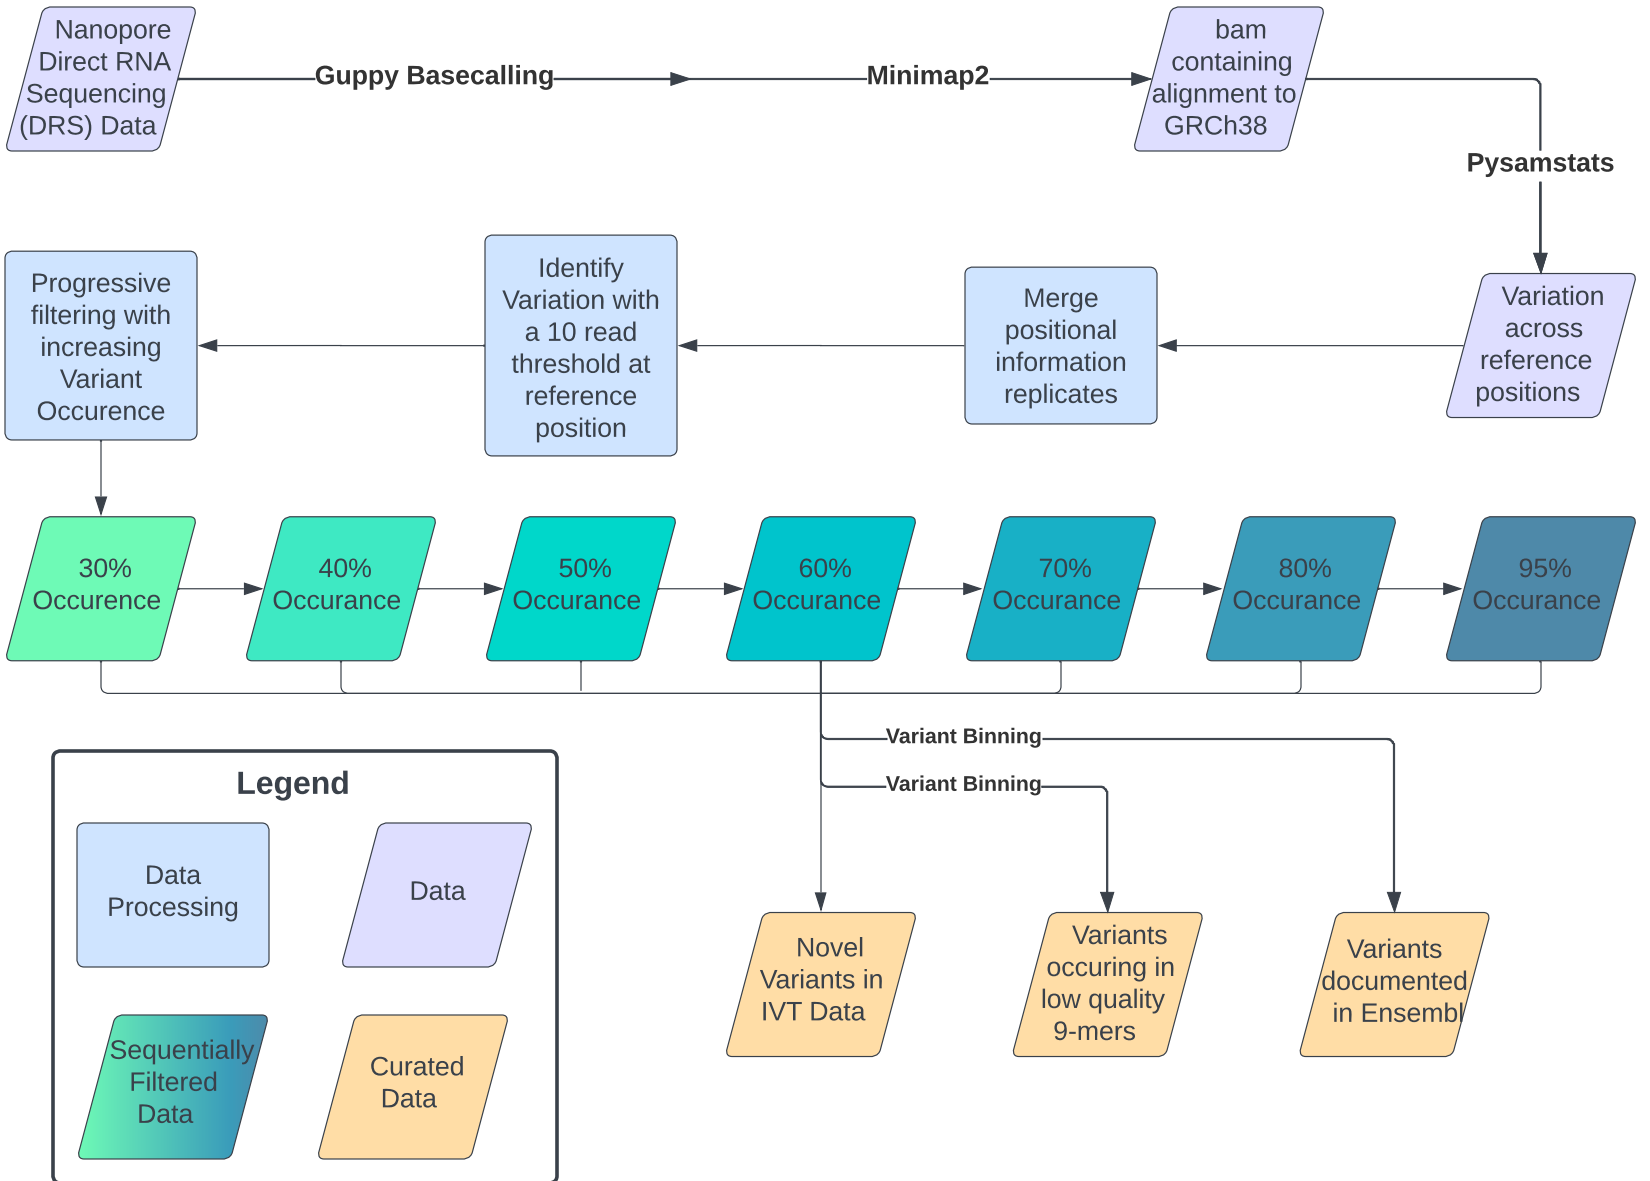 Nanopore
Direct RNA
Sequencing
(DRS) Data
Guppy Basecalling
Minimap2
bam
containing
alignment to
GRCh38
Pysamstats
Variation
across
reference
positions
Merge
positional
information
replicates
Identify
Variation with
a 10 read
threshold at
reference
position
Progressive
filtering with
increasing
Variant
Occurence
30%
Occurence
40%
Occurance
50%
Occurance
60%
Occurance
70%
Occurance
80%
Occurance
95%
Occurance
Variant Binning
Variant Binning
Novel
Variants in
IVT Data
Variants
occuring in
low quality
9-mers
Variants
documented
in Ensembl
Legend
Data
Processing
Data
Sequentially
Filtered
Data
Curated
Data